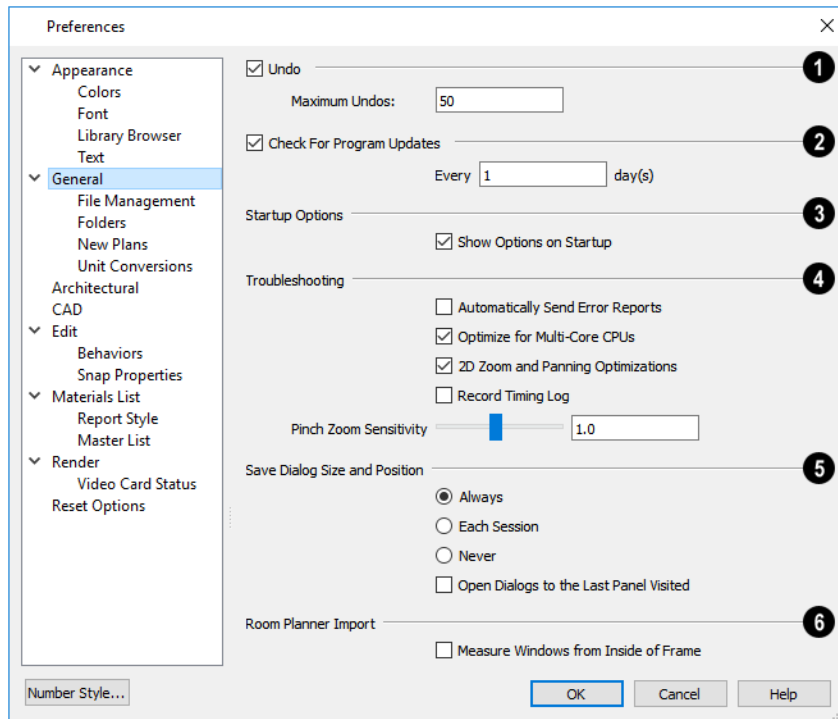 Preferences
Appearance
Colors
Font
Library Browser
Text
General
File Management
Folders
New Plans
Unit Conversions
Architectural
CAD
Edit
Behaviors
Snap Properties
Materials List
Report Style
Master List
Render
Video Card Status
Reset Options
Undo 1
Maximum Undos: 50
Check For Program Updates 2
Every 1 day(s)
Startup Options 3
Show Options on Startup
Troubleshooting 4
Automatically Send Error Reports
Optimize for Multi-Core CPUs
2D Zoom and Panning Optimizations
Record Timing Log
Pinch Zoom Sensitivity 1.0
Save Dialog Size and Position 5
Always
Each Session
Never
Open Dialogs to the Last Panel Visited
Room Planner Import 6
Measure Windows from Inside of Frame
Number Style... OK Cancel Help